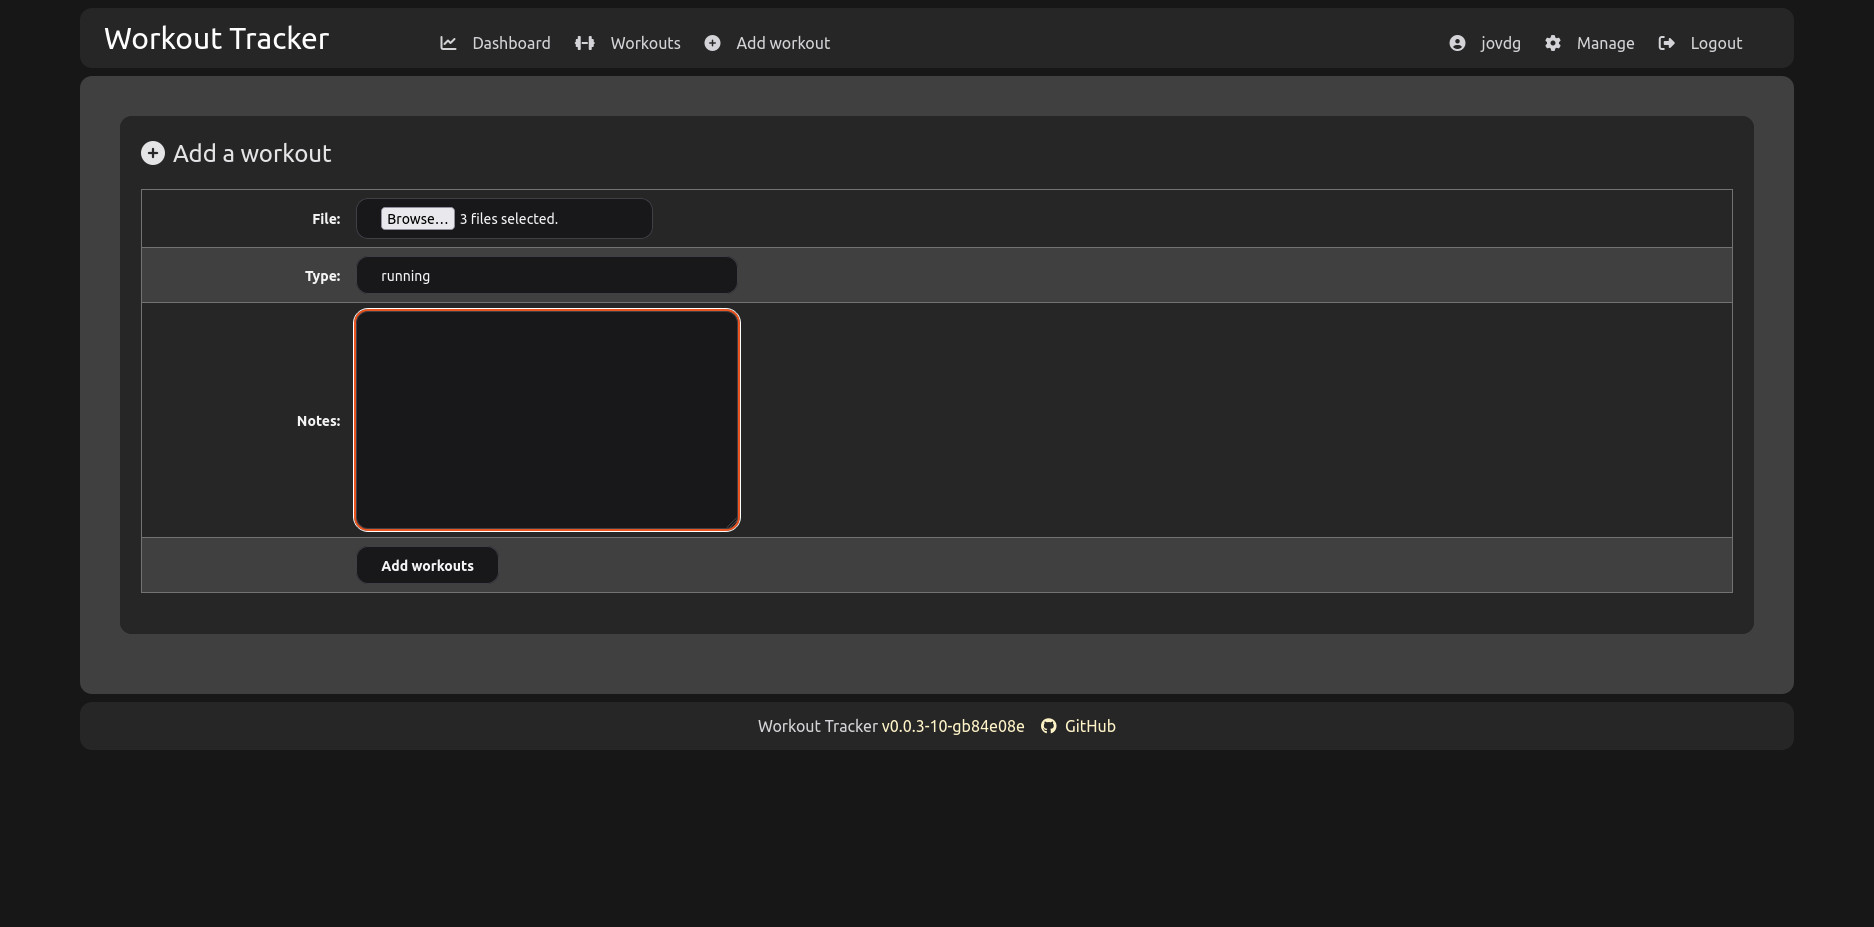 Workout Tracker
Dashboard
Workouts
Add workout
jovdg
Manage
Logout
Add a workout
File: Browse... 3 files selected.
Type: running
Notes:
Add workouts
Workout Tracker v0.0.3-10-gb84e08e GitHub